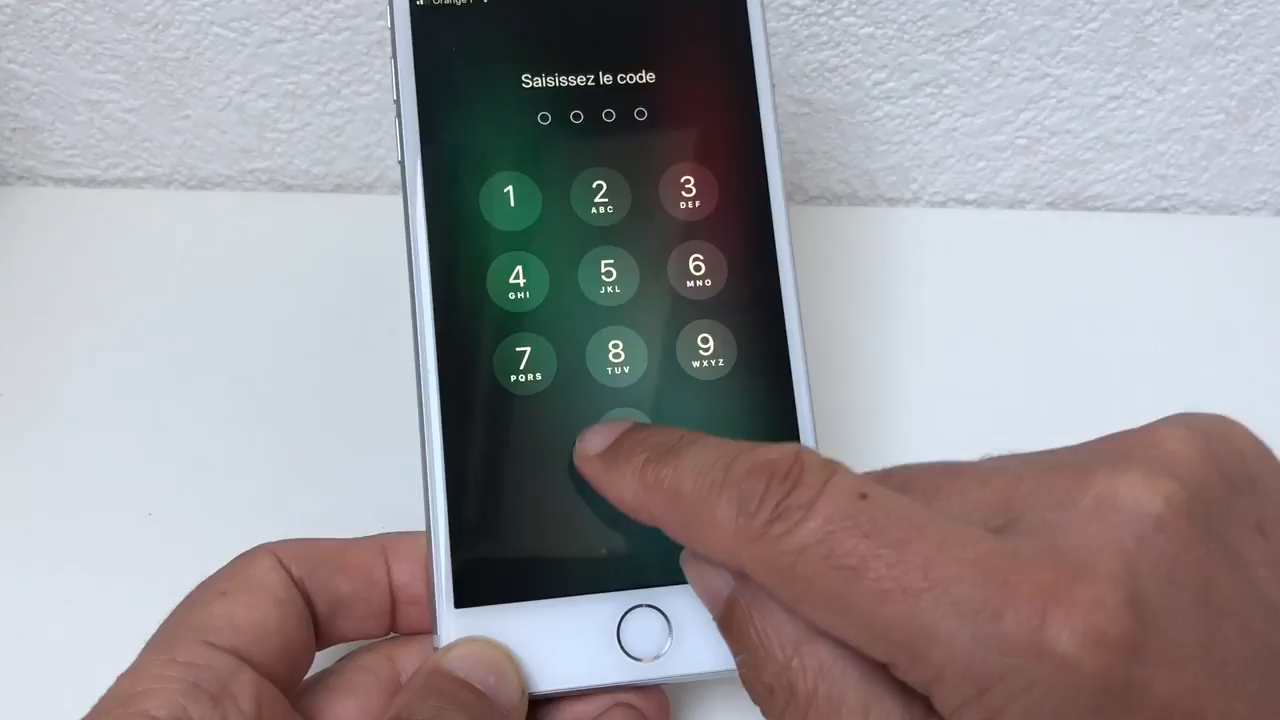 Orange F
Saisissez le code
1 2 3
ABC DEF
4 5 6
GHI JKL MNO
7 8 9
PQRS TUV WXYZ